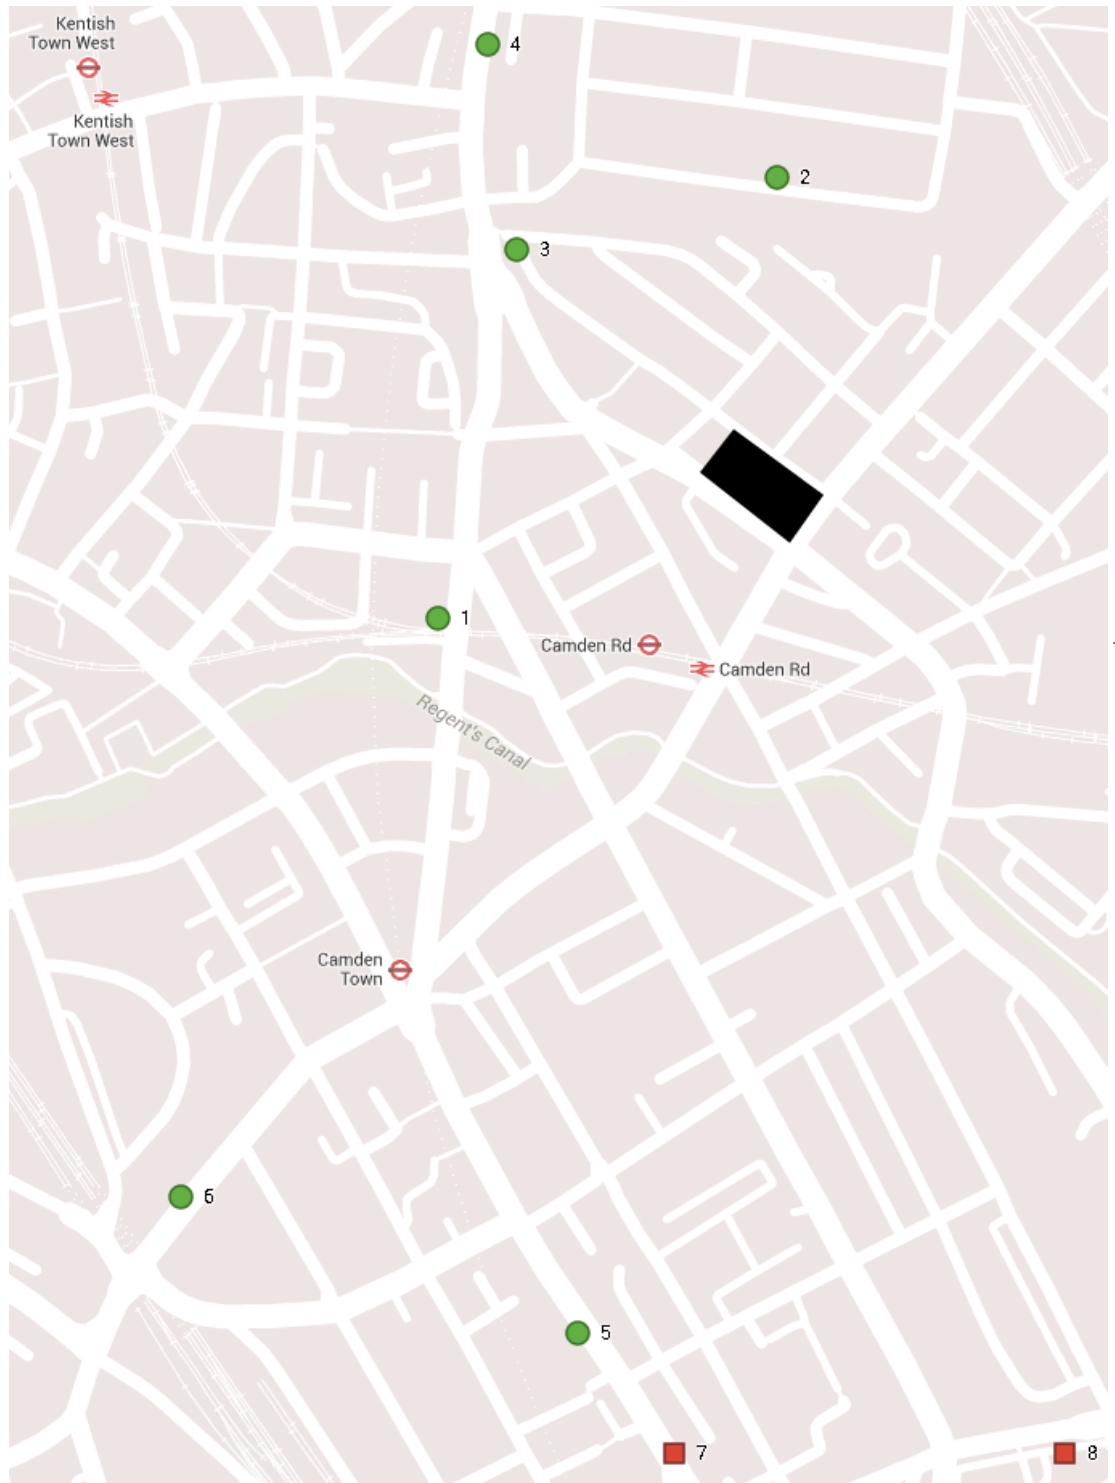 Kentish
Town West
4
Kentish
Town West
2
3
1
Camden Rd
Camden Rd
Regent's Canal
Camden
Town
6
5
7
8